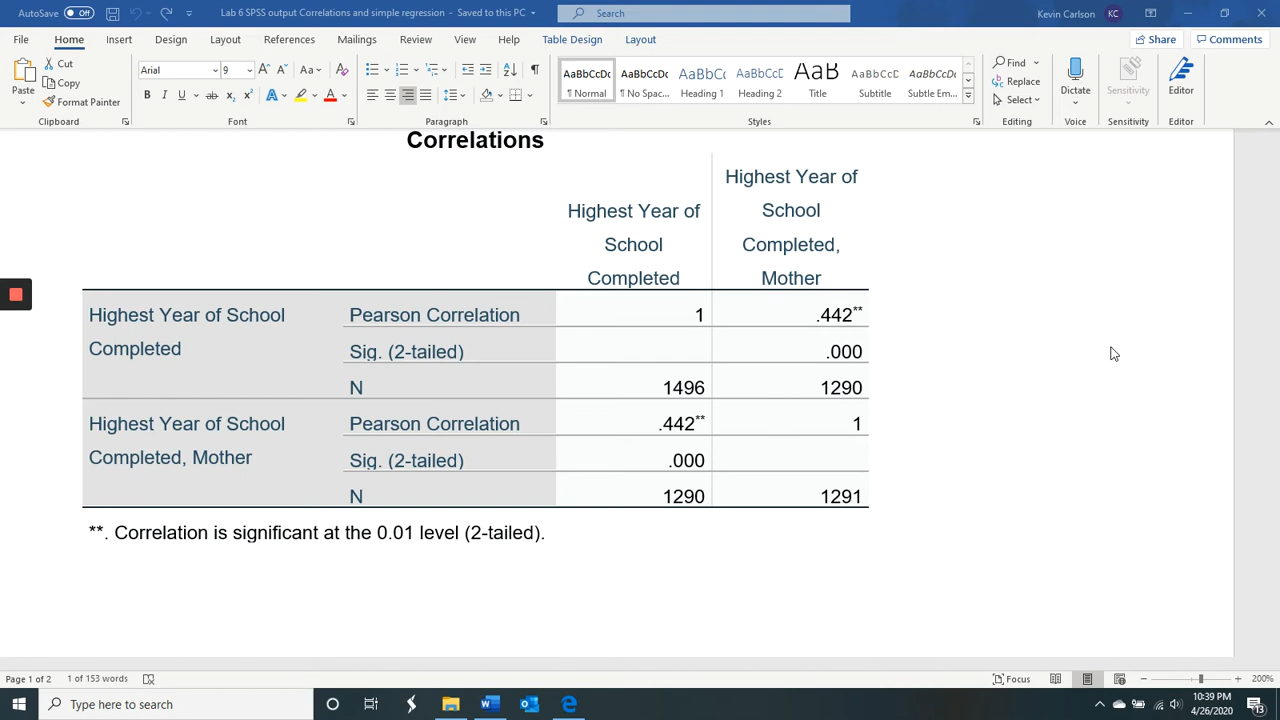 AutoSave Off Lab 6 SPSS output Correlations and simple regression - Saved to this PC Search Kevin Carlson KC
File Home Insert Design Layout References Mailings Review View Help Table Design Layout Share Comments
Paste Cut Copy Format Painter
Arial 9
AaBbCcDc AaBbCcDc AaBbCc AaBbCcD AaB AaBbCcD AaBbCcDc
¶ Normal ¶ No Spac... Heading 1 Heading 2 Title Subtitle Subtle Em...
Find Replace Select Dictate Sensitivity Editor
Clipboard Font Paragraph Styles Editing Voice Sensitivity Editor
Correlations
Highest Year of School Completed
Highest Year of School Completed, Mother
Highest Year of School Completed Pearson Correlation 1 .442**
Sig. (2-tailed) .000
N 1496 1290
Highest Year of School Completed, Mother Pearson Correlation .442** 1
Sig. (2-tailed) .000
N 1290 1291
**. Correlation is significant at the 0.01 level (2-tailed).
Page 1 of 2 1 of 153 words Focus 200%
Type here to search
10:39 PM
4/26/2020